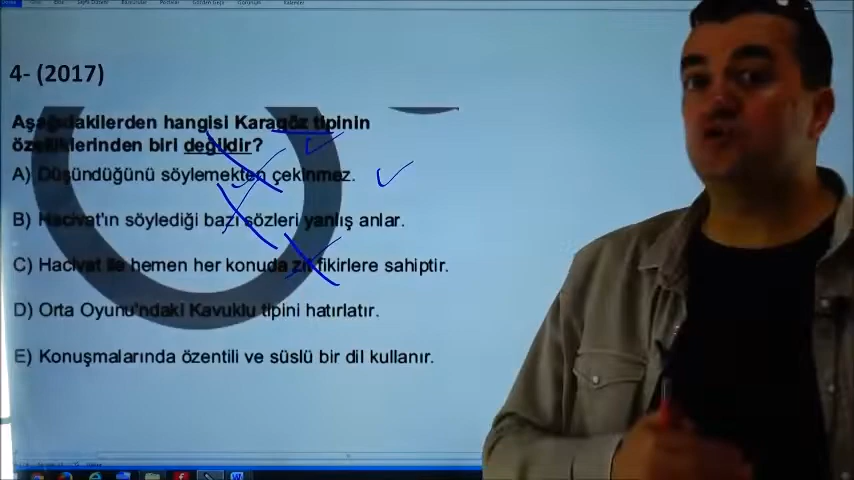 4- (2017)
Aşağıdakilerden hangisi Karagöz tipinin
özelliklerinden biri değildir?
A) Düşündüğünü söylemekten çekinmez.
B) Hacivat'ın söylediği bazı sözleri yanlış anlar.
C) Hacivat ile hemen her konuda zıt fikirlere sahiptir.
D) Orta Oyunu'ndaki Kavuklu tipini hatırlatır.
E) Konuşmalarında özentili ve süslü bir dil kullanır.